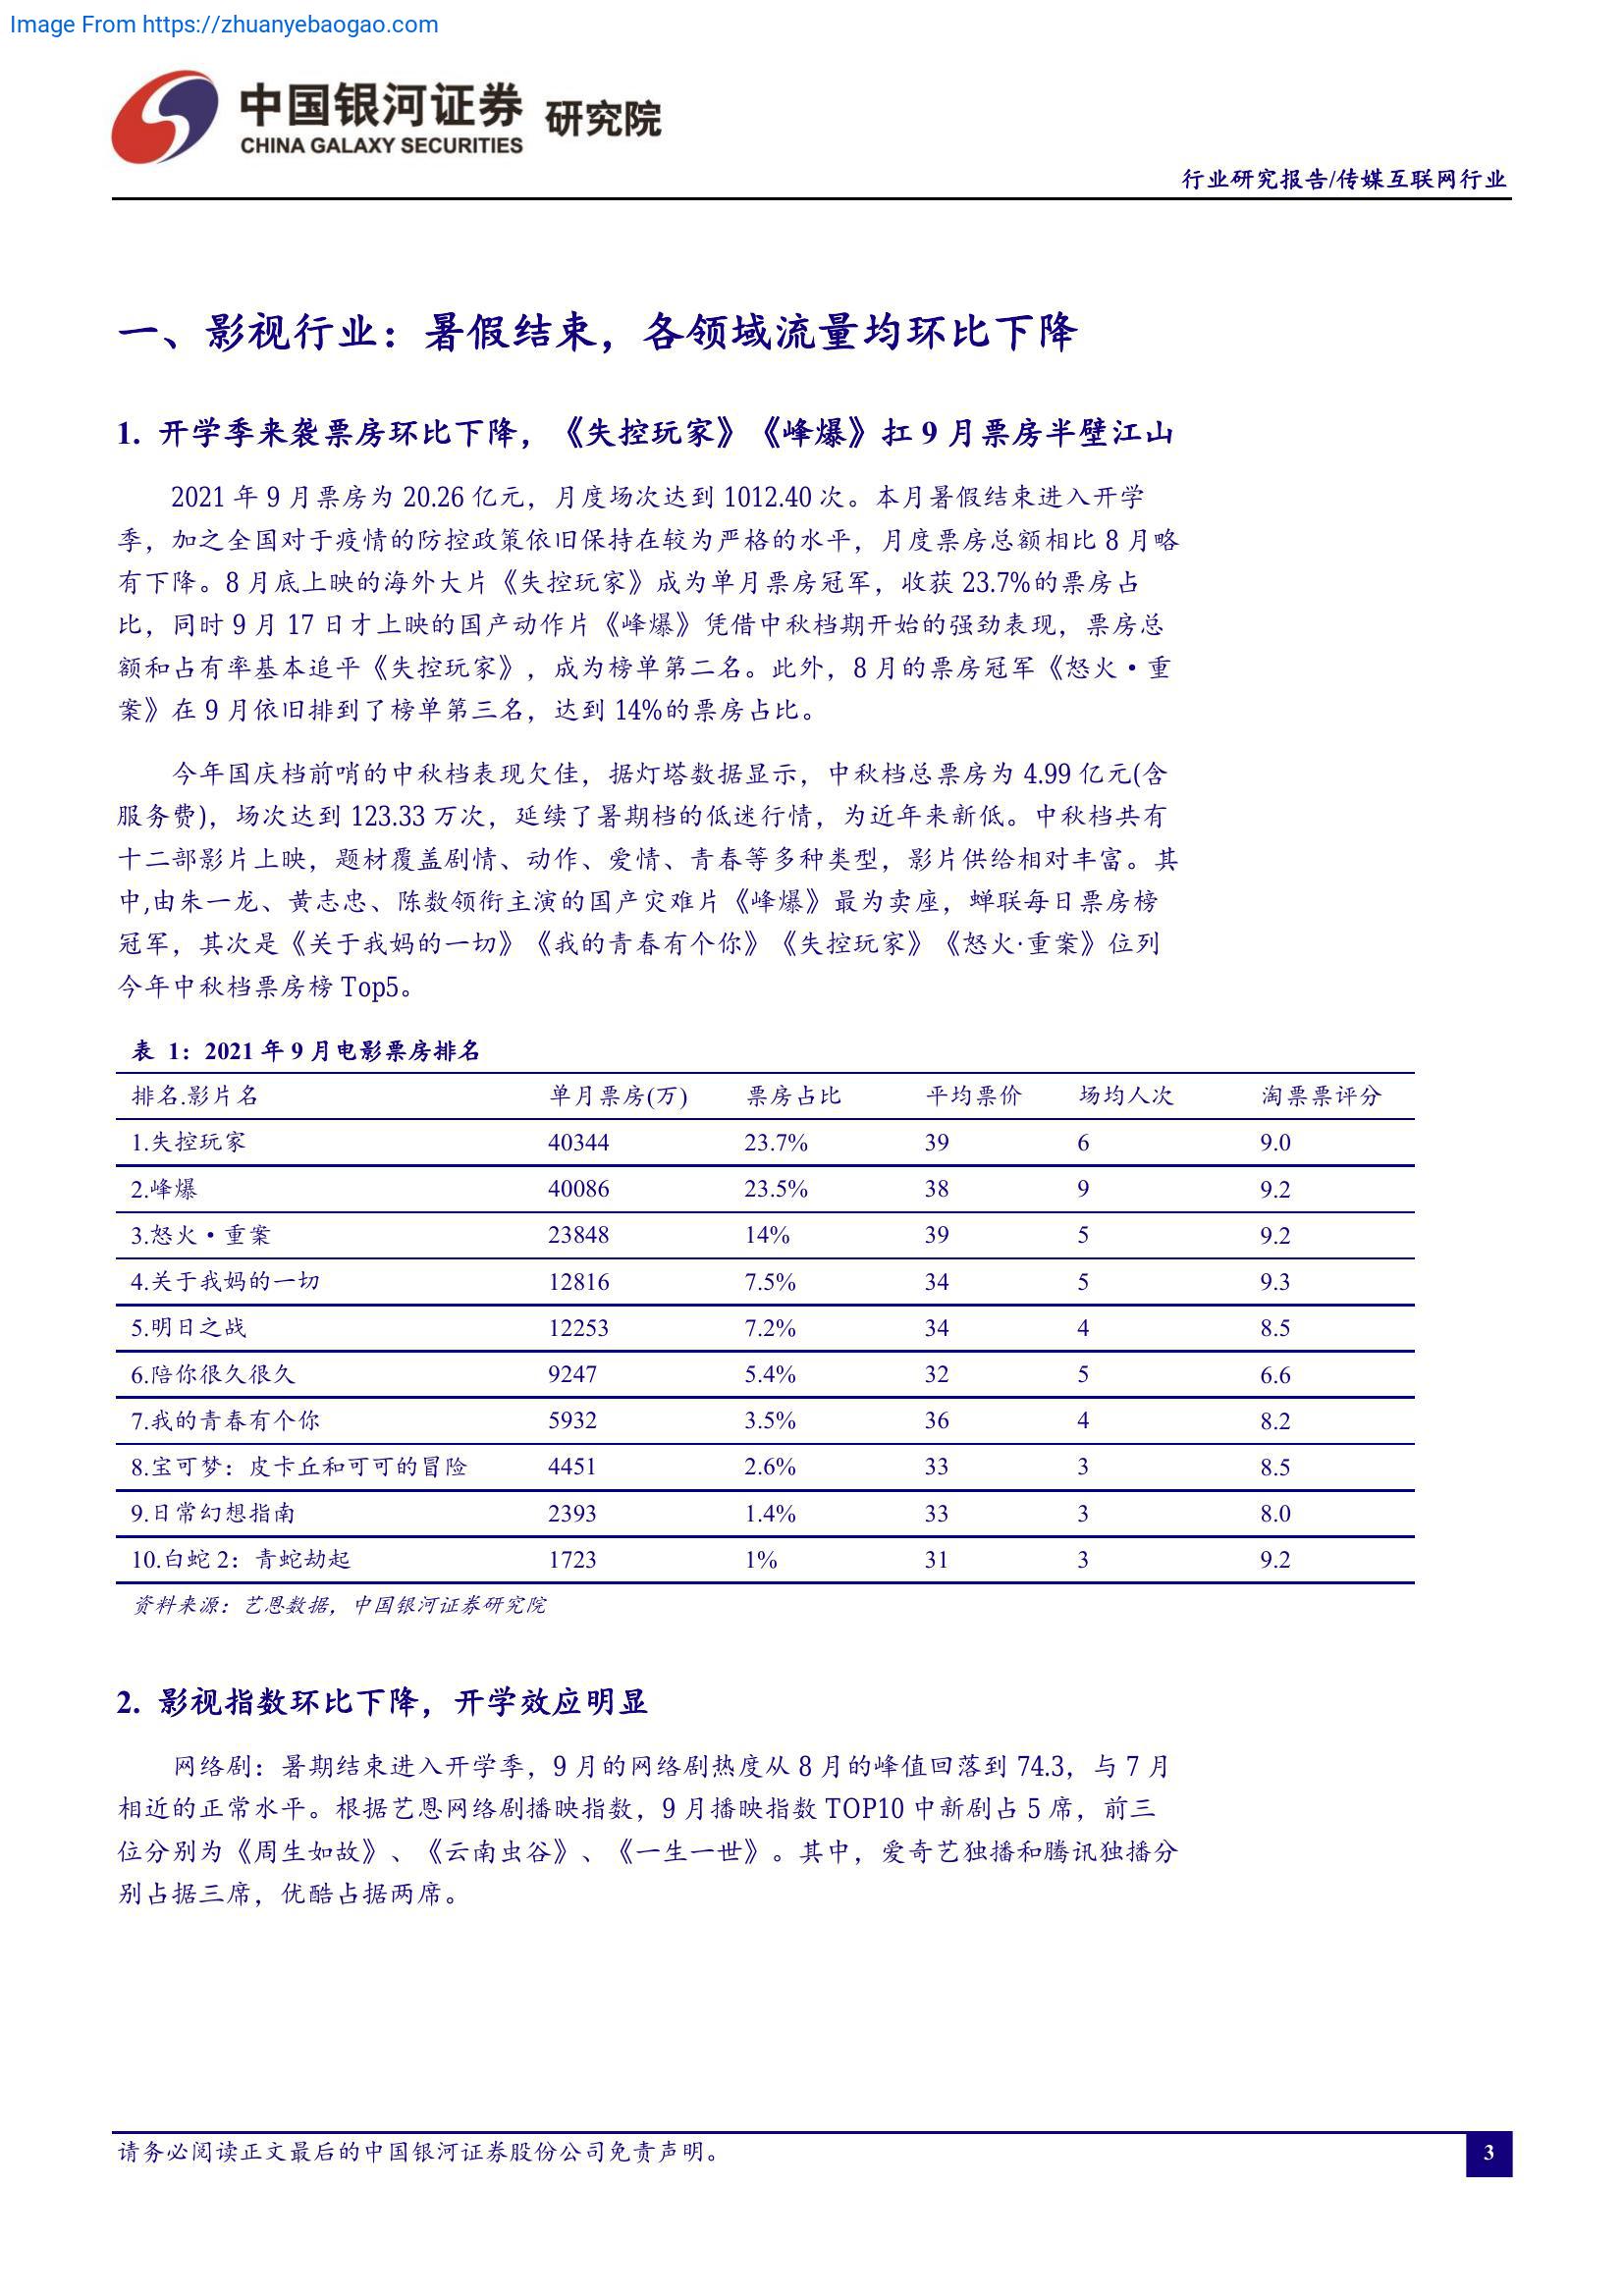 Image From https://zhuanyebaogao.com
中国银河证券 研究院
CHINA GALAXY SECURITIES
行业研究报告/传媒互联网行业
一、影视行业：暑假结束，各领域流量均环比下降
1. 开学季来袭票房环比下降，《失控玩家》《峰爆》扛 9 月票房半壁江山
2021 年 9 月票房为 20.26 亿元，月度场次达到 1012.40 次。本月暑假结束进入开学
季，加之全国对于疫情的防控政策依旧保持在较为严格的水平，月度票房总额相比 8 月略
有下降。8 月底上映的海外大片《失控玩家》成为单月票房冠军，收获 23.7%的票房占
比，同时 9 月 17 日才上映的国产动作片《峰爆》凭借中秋档期开始的强劲表现，票房总
额和占有率基本追平《失控玩家》，成为榜单第二名。此外，8 月的票房冠军《怒火·重
案》在 9 月依旧排到了榜单第三名，达到 14%的票房占比。
今年国庆档前哨的中秋档表现欠佳，据灯塔数据显示，中秋档总票房为 4.99 亿元(含
服务费)，场次达到 123.33 万次，延续了暑期档的低迷行情，为近年来新低。中秋档共有
十二部影片上映，题材覆盖剧情、动作、爱情、青春等多种类型，影片供给相对丰富。其
中,由朱一龙、黄志忠、陈数领衔主演的国产灾难片《峰爆》最为卖座，蝉联每日票房榜
冠军，其次是《关于我妈的一切》《我的青春有个你》《失控玩家》《怒火·重案》位列
今年中秋档票房榜 Top5。
表 1：2021 年 9 月电影票房排名
排名.影片名 单月票房(万) 票房占比 平均票价 场均人次 淘票票评分
1.失控玩家 40344 23.7% 39 6 9.0
2.峰爆 40086 23.5% 38 9 9.2
3.怒火·重案 23848 14% 39 5 9.2
4.关于我妈的一切 12816 7.5% 34 5 9.3
5.明日之战 12253 7.2% 34 4 8.5
6.陪你很久很久 9247 5.4% 32 5 6.6
7.我的青春有个你 5932 3.5% 36 4 8.2
8.宝可梦：皮卡丘和可可的冒险 4451 2.6% 33 3 8.5
9.日常幻想指南 2393 1.4% 33 3 8.0
10.白蛇 2：青蛇劫起 1723 1% 31 3 9.2
资料来源：艺恩数据，中国银河证券研究院
2. 影视指数环比下降，开学效应明显
网络剧：暑期结束进入开学季，9 月的网络剧热度从 8 月的峰值回落到 74.3，与 7 月
相近的正常水平。根据艺恩网络剧播映指数，9 月播映指数 TOP10 中新剧占 5 席，前三
位分别为《周生如故》、《云南虫谷》、《一生一世》。其中，爱奇艺独播和腾讯独播分
别占据三席，优酷占据两席。
请务必阅读正文最后的中国银河证券股份公司免责声明。
3